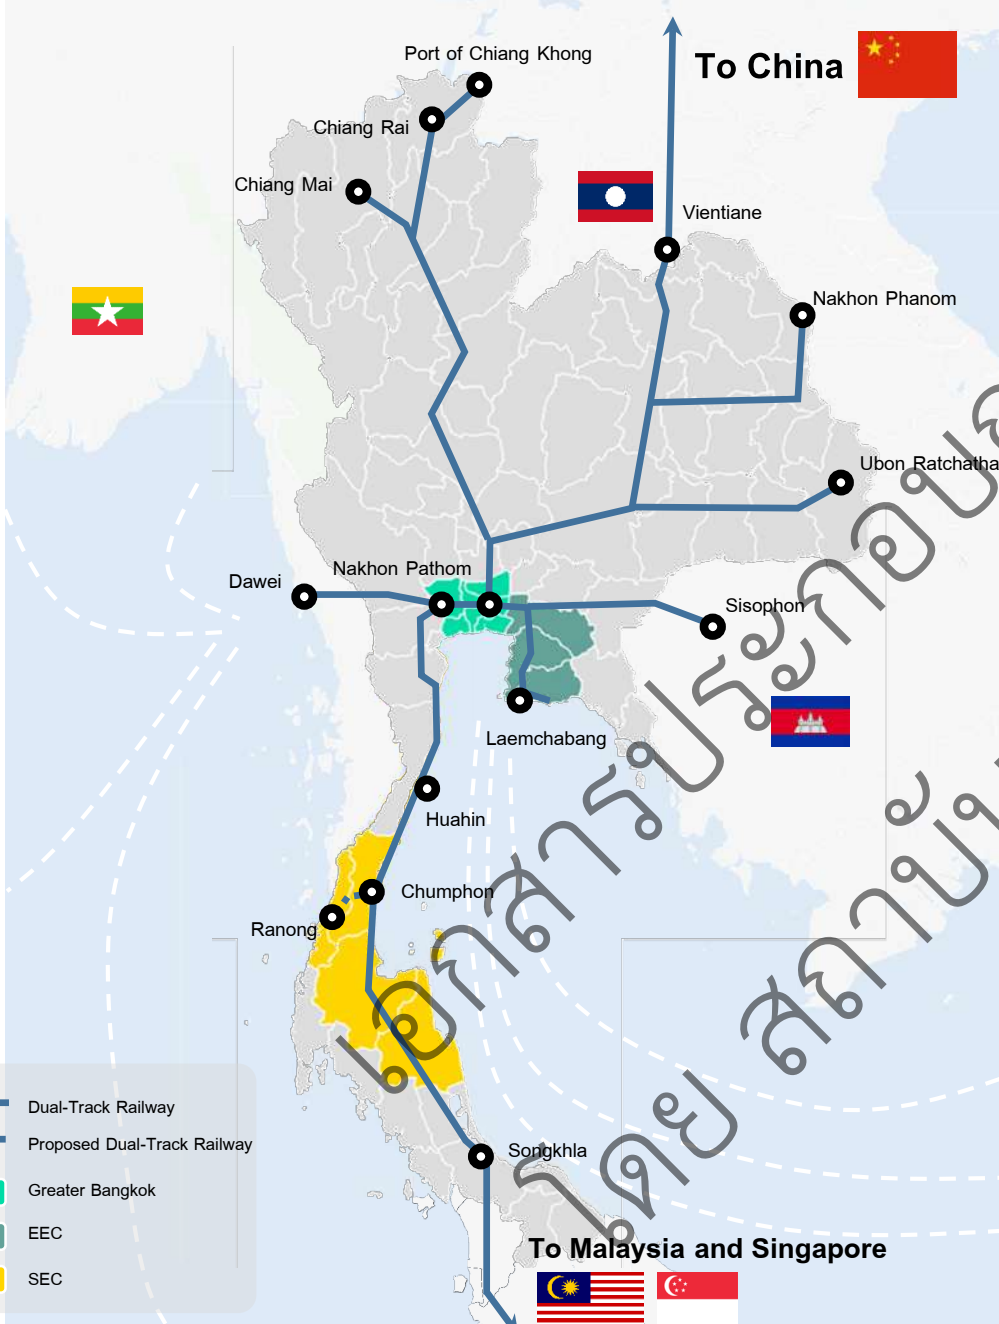 Port of Chiang Khong
To China
Chiang Rai
Chiang Mai
Vientiane
Nakhon Phanom
Ubon Ratchatha
Nakhon Pathom
Dawei
Sisophon
Laemchabang
Huahin
Chumphon
Ranong
Songkhla
To Malaysia and Singapore
Dual-Track Railway
Proposed Dual-Track Railway
Greater Bangkok
EEC
SEC
เอกสารประกอบ
โดย สถาบัน